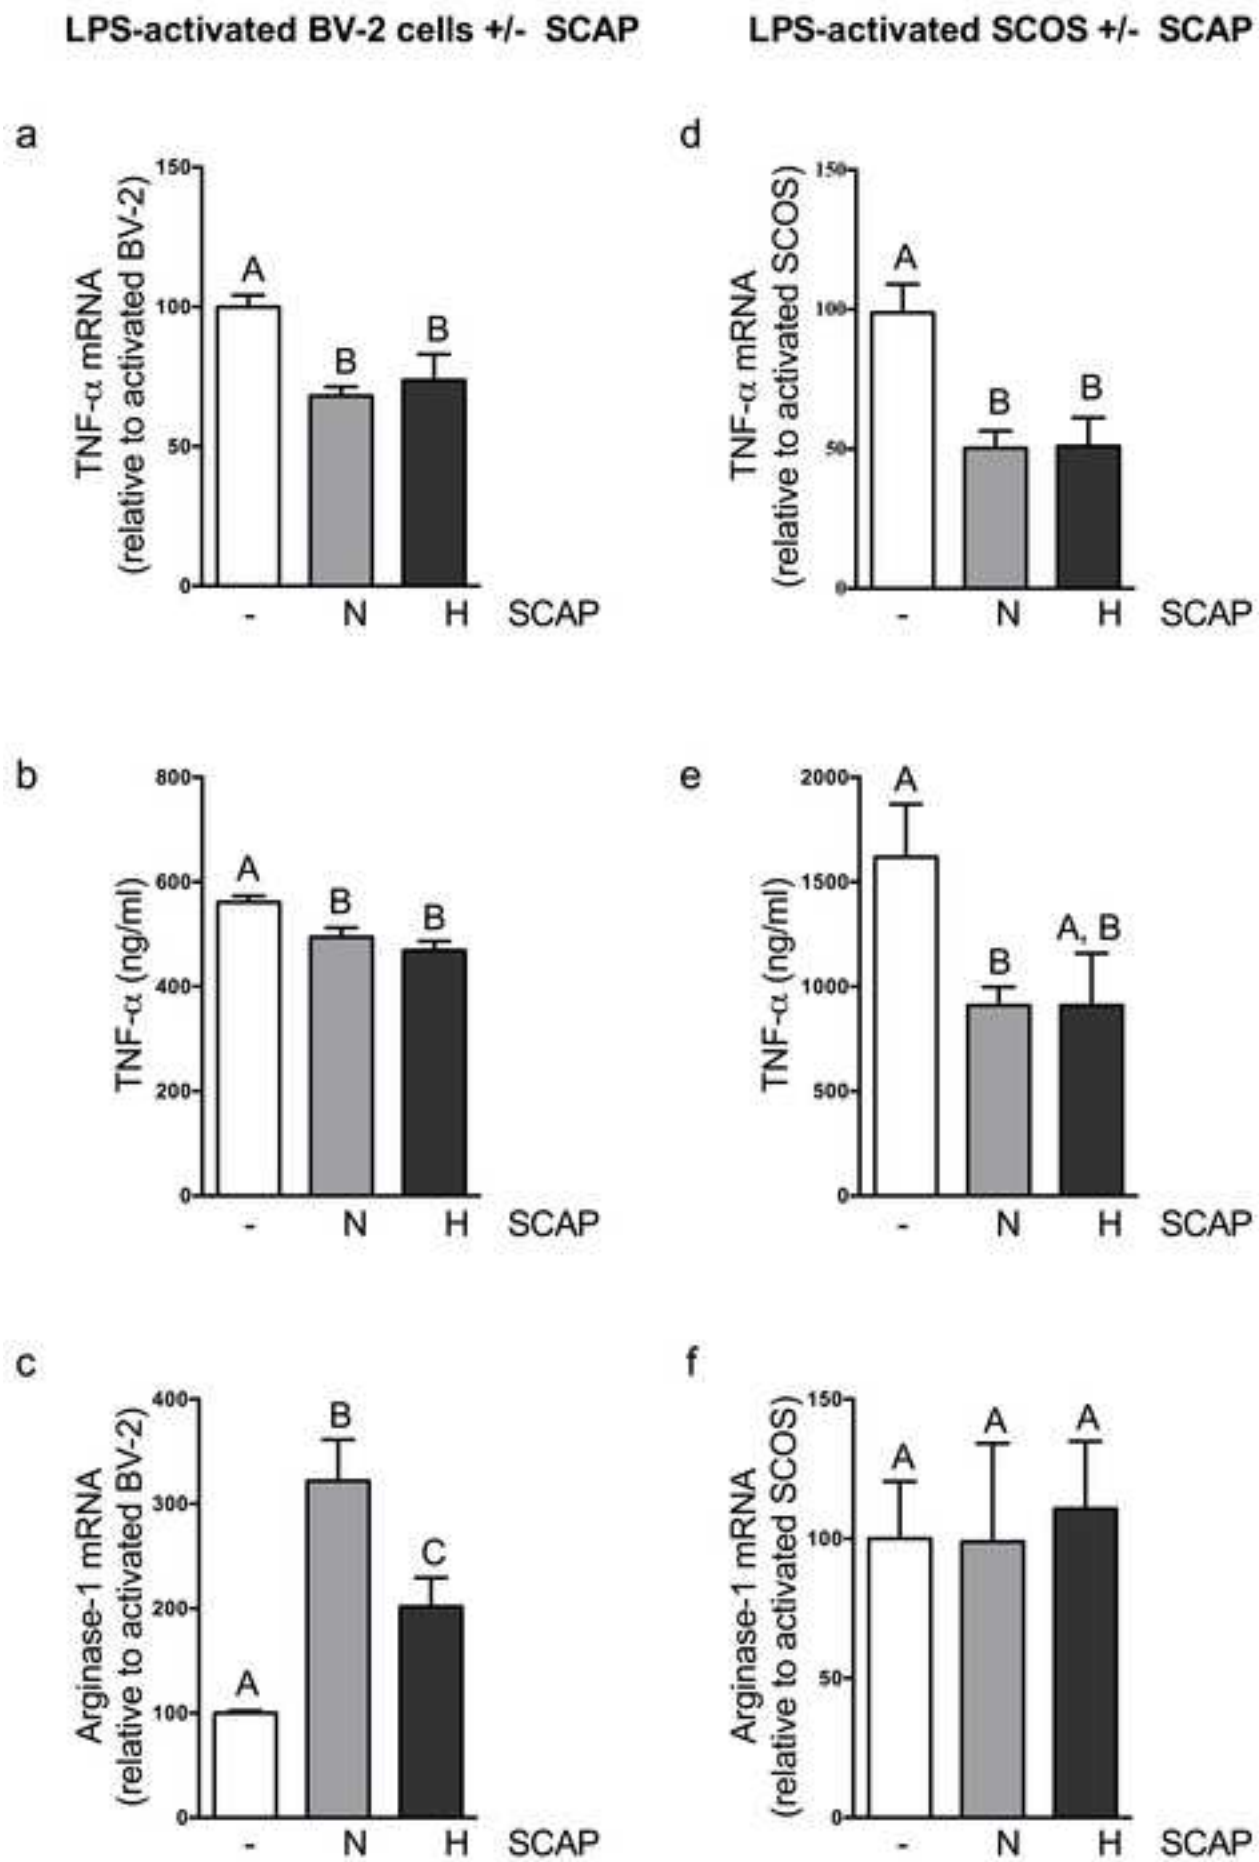 LPS-activated BV-2 cells +/- SCAP
LPS-activated SCOS +/- SCAP
a
TNF-α mRNA
(relative to activated BV-2)
150
100
50
0
A
B
B
- N H SCAP
d
TNF-α mRNA
(relative to activated SCOS)
150
100
50
0
A
B
B
- N H SCAP
b
TNF-α (ng/ml)
800
600
400
200
0
A
B
B
- N H SCAP
e
TNF-α (ng/ml)
2000
1500
1000
500
0
A
B
A, B
- N H SCAP
c
Arginase-1 mRNA
(relative to activated BV-2)
400
300
200
100
0
A
B
C
- N H SCAP
f
Arginase-1 mRNA
(relative to activated SCOS)
150
100
50
0
A
A
A
- N H SCAP